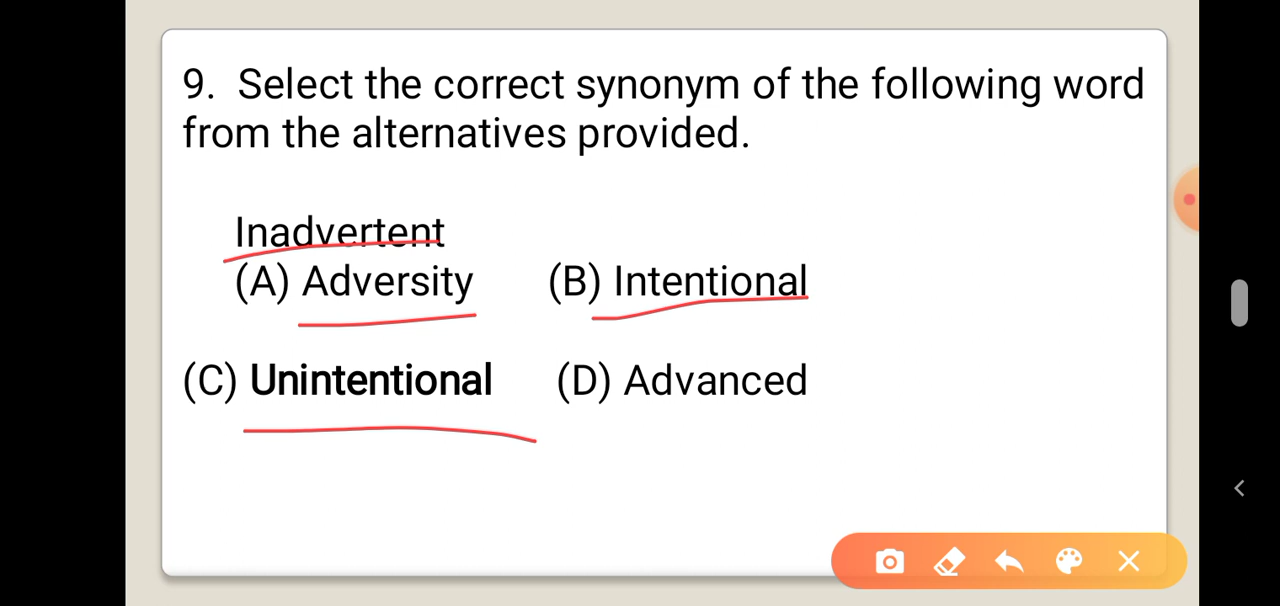 9. Select the correct synonym of the following word
from the alternatives provided.
Inadvertent
(A) Adversity (B) Intentional
(C) Unintentional (D) Advanced